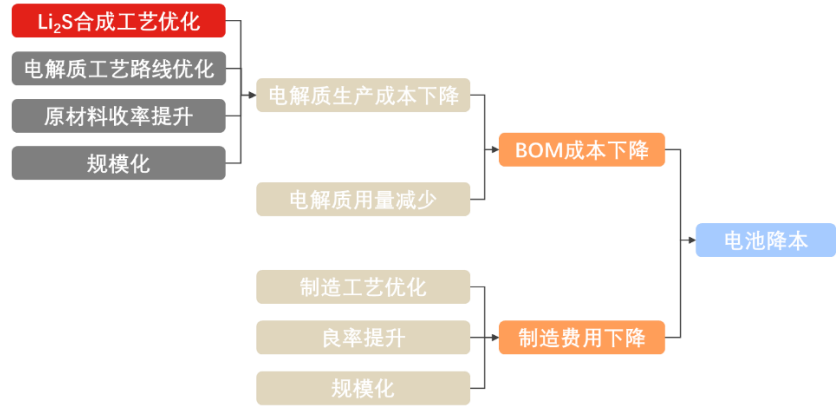 Li₂S合成工艺优化
电解质工艺路线优化
原材料收率提升
规模化
电解质生产成本下降
电解质用量减少
BOM成本下降
制造工艺优化
良率提升
规模化
制造费用下降
电池降本